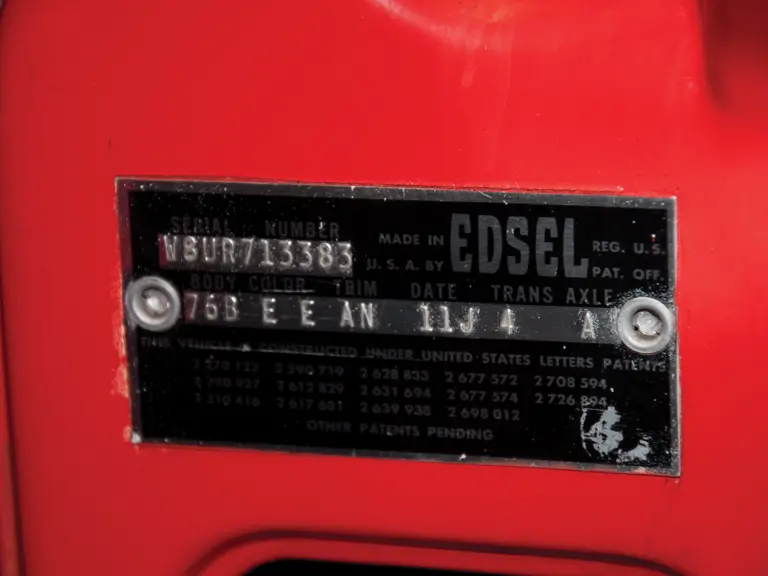 SERIAL NUMBER
W8UR713383
MADE IN
U.S.A. BY
EDSEL
REG. U.S.
PAT. OFF.
BODY COLOR TRIM DATE TRANS AXLE
76B E E AN 11J 4 A
THIS VEHICLE IS CONSTRUCTED UNDER UNITED STATES LETTERS PATENTS
2 590 719 2 628 833 2 677 572 2 708 594
2 612 829 2 631 694 2 677 574 2 726 894
2 617 681 2 639 938 2 698 012
OTHER PATENTS PENDING